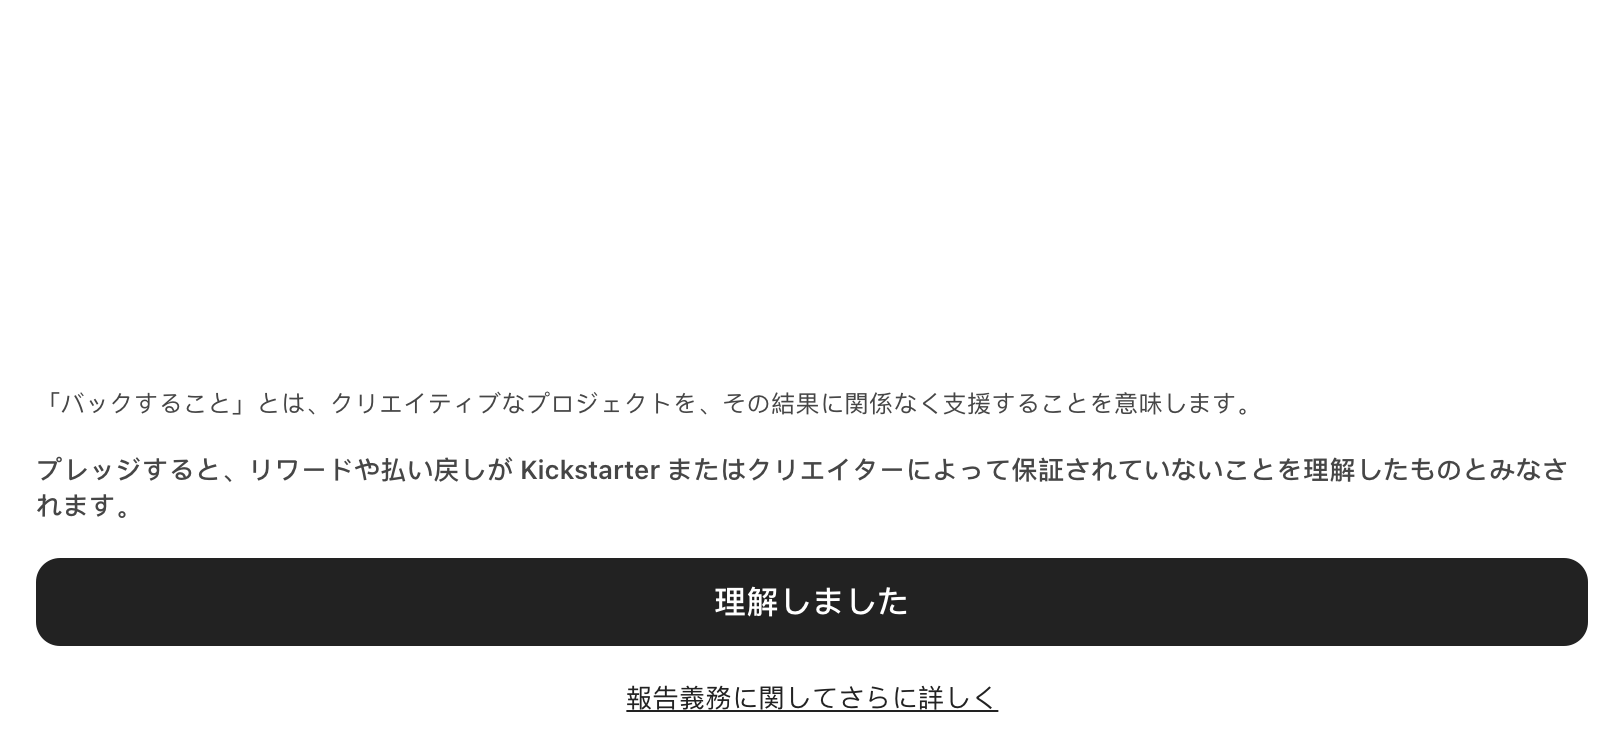 「バックすること」とは、クリエイティブなプロジェクトを、その結果に関係なく支援することを意味します。
プレッジすると、リワードや払い戻しが Kickstarter またはクリエイターによって保証されていないことを理解したものとみなさ
れます。
理解しました
報告義務に関してさらに詳しく